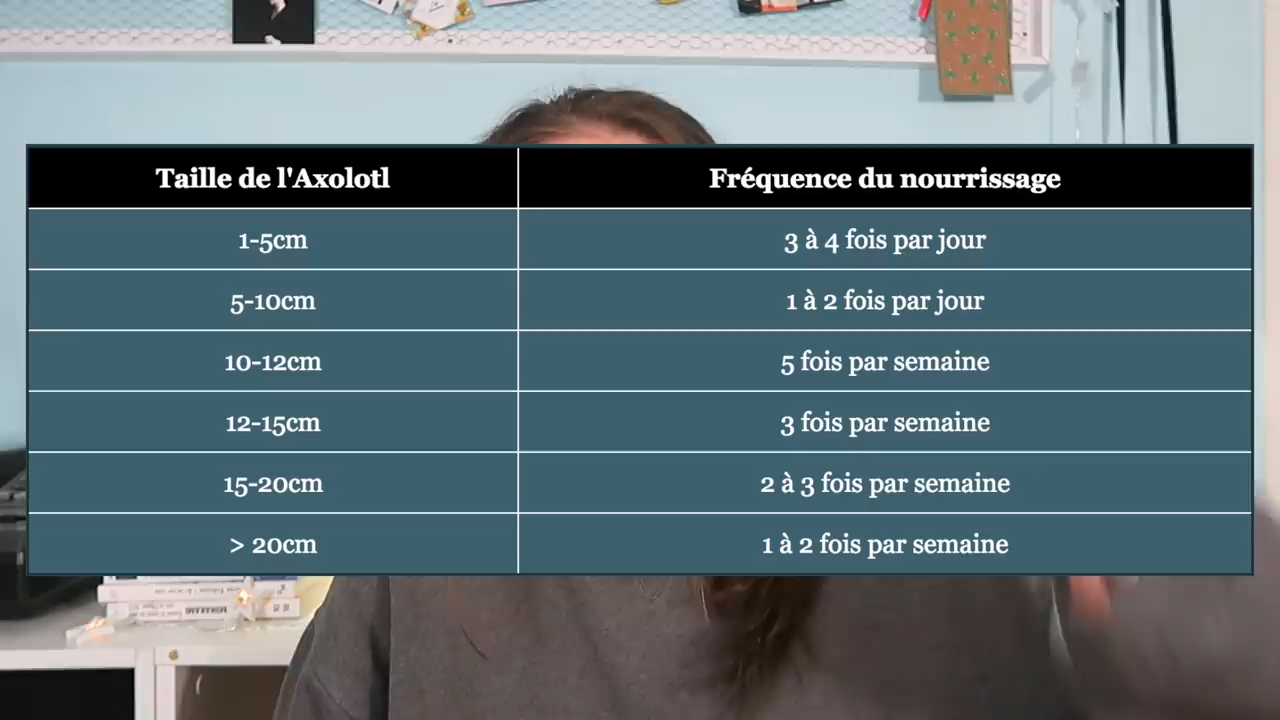 Taille de l'Axolotl
Fréquence du nourrissage
1-5cm
3 à 4 fois par jour
5-10cm
1 à 2 fois par jour
10-12cm
5 fois par semaine
12-15cm
3 fois par semaine
15-20cm
2 à 3 fois par semaine
> 20cm
1 à 2 fois par semaine